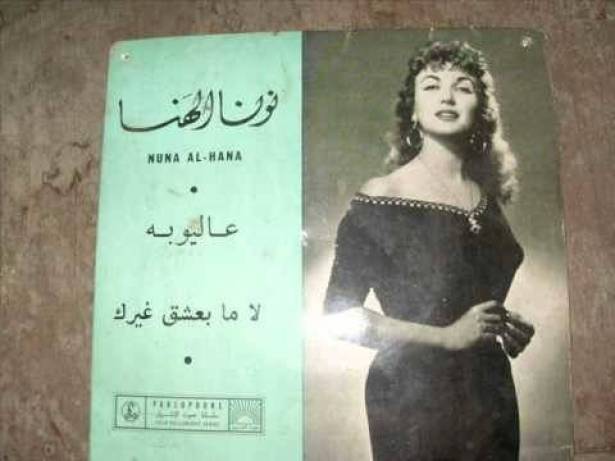 نونا الهنا
NUNA AL-HANA
عاليوبه
لا ما بعشق غيرك
PARLOPHONE